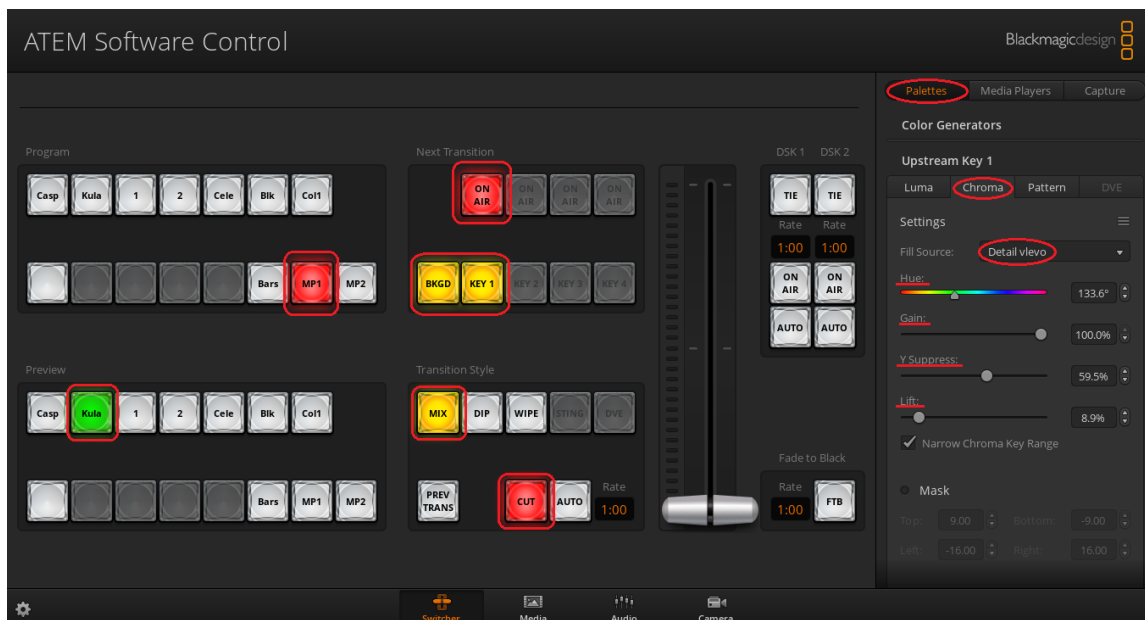 ATEM Software Control
Blackmagicdesign
Palettes Media Players Capture
Color Generators
Program
Next Transition
DSK 1 DSK 2
Upstream Key 1
Casp Kula 1 2 Cele Blk Col1
ON AIR ON AIR ON AIR ON AIR
TIE TIE
Luma Chroma Pattern DVE
Rate Rate
Settings
1:00 1:00
Fill Source: Detail vlevo
Bars MP1 MP2
BKGD KEY 1 KEY 2 KEY 3 KEY 4
ON AIR ON AIR
Hue:
133.6°
AUTO AUTO
Gain:
100.0%
Preview
Transition Style
Y Suppress:
59.5%
Casp Kula 1 2 Cele Blk Col1
MIX DIP WIPE STING DVE
Lift:
8.9%
Narrow Chroma Key Range
Fade to Black
Bars MP1 MP2
PREV TRANS CUT AUTO
Rate
1:00
Rate
1:00
FTB
Mask
Top: 9.00 Bottom: -9.00
Left: -16.00 Right: 16.00
Switcher Media Audio Camera